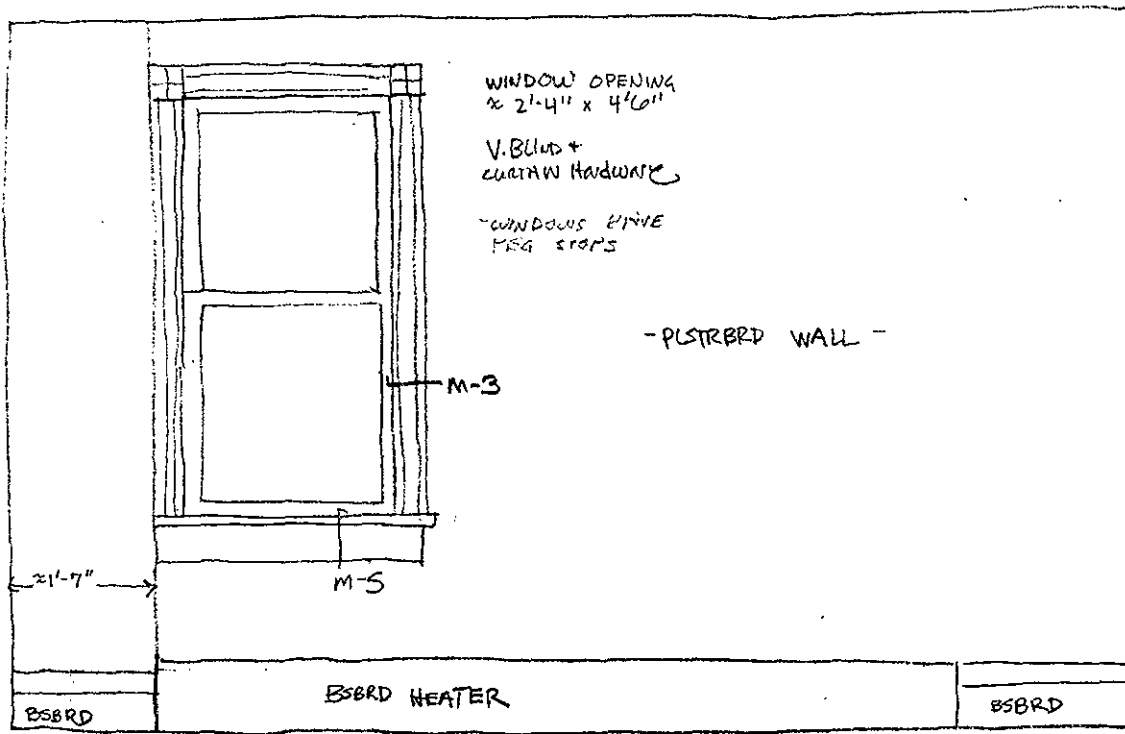 WINDOW OPENING
≈ 2'-4" x 4'6"
V.BLIND +
CURTAIN HARDWARE
-WINDOWS HAVE
PEG STOPS
-PLSTRBRD WALL-
M-3
M-5
≈1'-7"
BSBRD
BSBRD HEATER
BSBRD